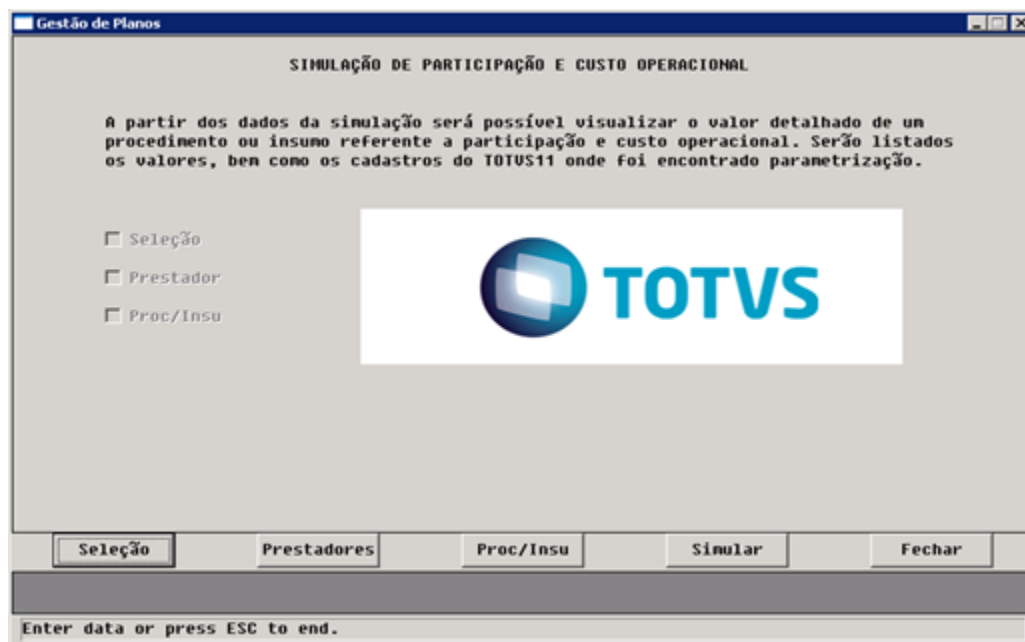 Gestão de Planos
SIMULAÇÃO DE PARTICIPAÇÃO E CUSTO OPERACIONAL
A partir dos dados da simulação será possível visualizar o valor detalhado de um
procedimento ou insumo referente a participação e custo operacional. Serão listados
os valores, bem como os cadastros do TOTVS11 onde foi encontrado parametrização.
Seleção
Prestador
Proc/Insu
TOTVS
Seleção Prestadores Proc/Insu Simular Fechar
Enter data or press ESC to end.